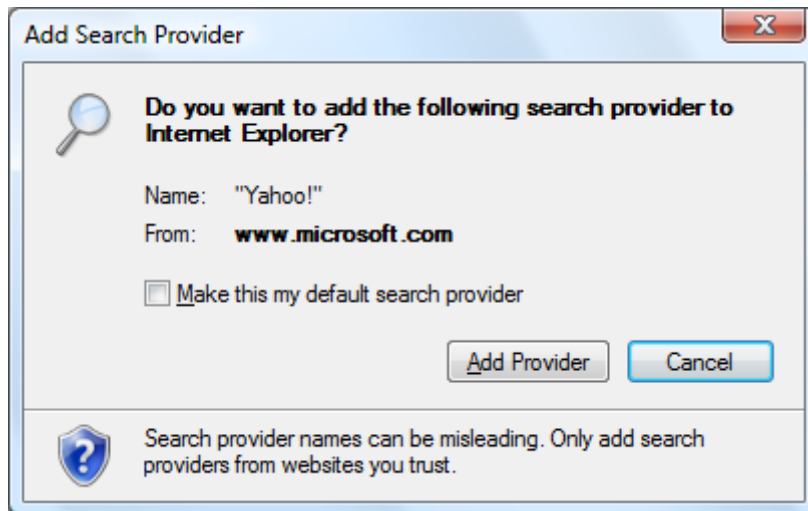 Add Search Provider
Do you want to add the following search provider to
Internet Explorer?
Name: "Yahoo!"
From: www.microsoft.com
Make this my default search provider
Add Provider Cancel
Search provider names can be misleading. Only add search
providers from websites you trust.